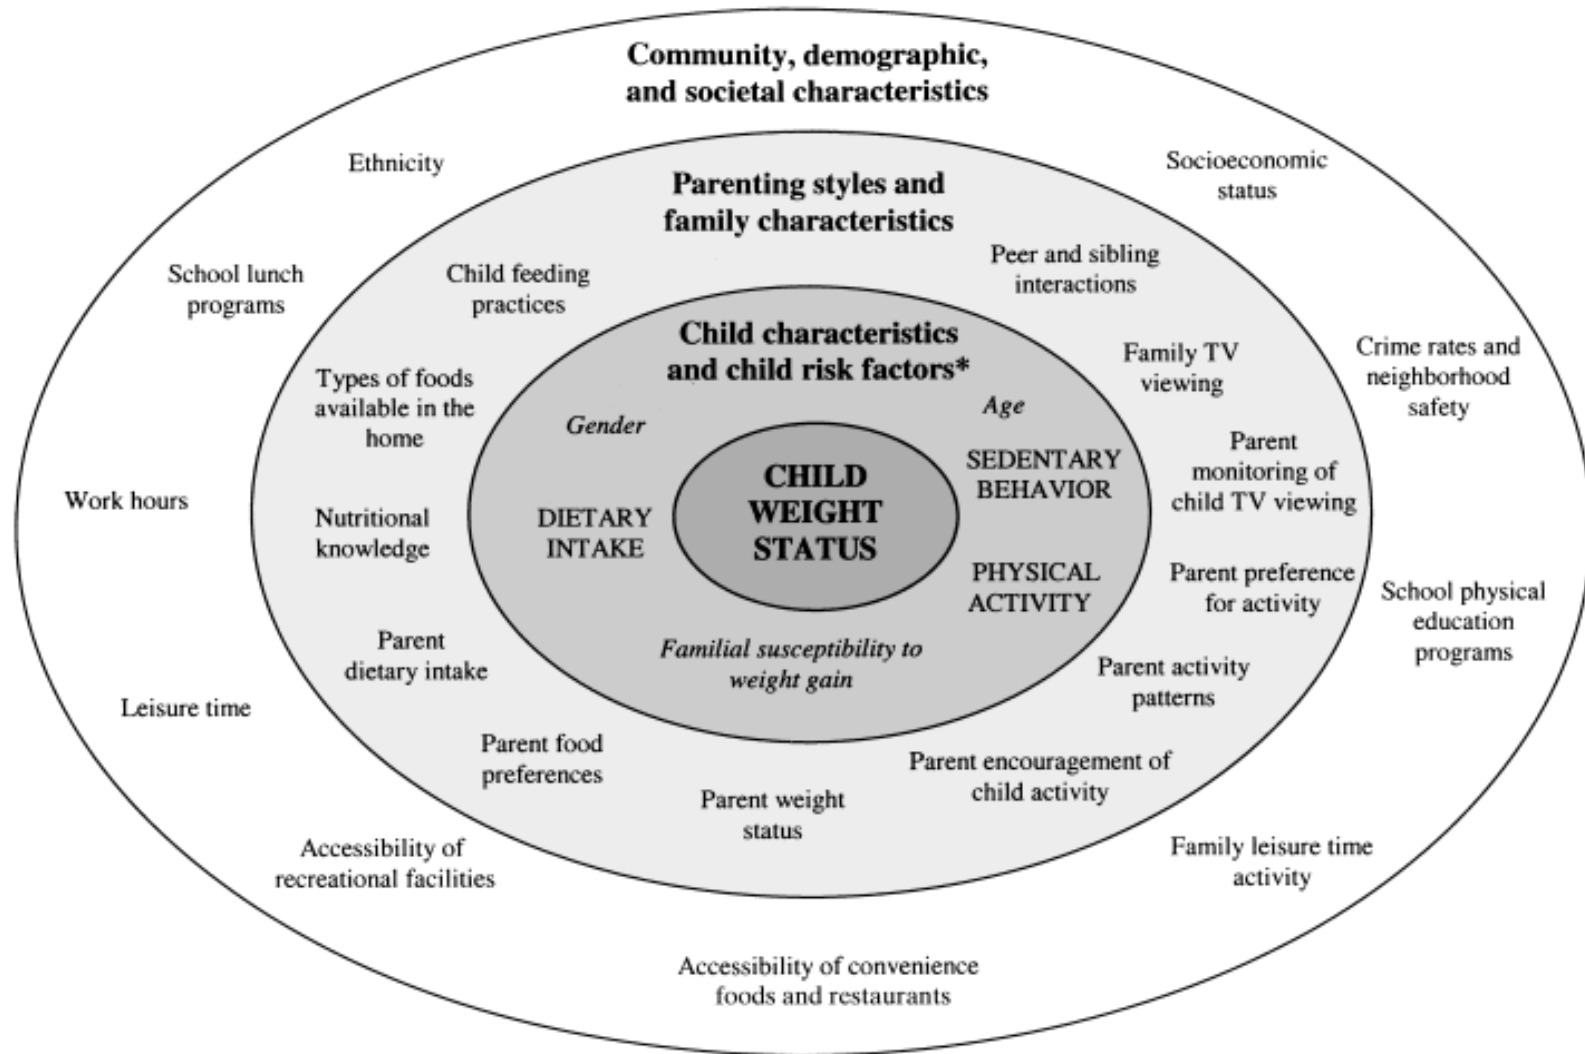 Community, demographic,
and societal characteristics
Ethnicity
Socioeconomic
status
Parenting styles and
family characteristics
School lunch
programs
Child feeding
practices
Peer and sibling
interactions
Child characteristics
and child risk factors*
Types of foods
available in the
home
Family TV
viewing
Crime rates and
neighborhood
safety
Gender
Age
Work hours
Nutritional
knowledge
DIETARY
INTAKE
CHILD
WEIGHT
STATUS
SEDENTARY
BEHAVIOR
Parent
monitoring of
child TV viewing
PHYSICAL
ACTIVITY
Parent preference
for activity
School physical
education
programs
Parent
dietary intake
Familial susceptibility to
weight gain
Parent activity
patterns
Leisure time
Parent food
preferences
Parent weight
status
Parent encouragement of
child activity
Accessibility of
recreational facilities
Family leisure time
activity
Accessibility of convenience
foods and restaurants